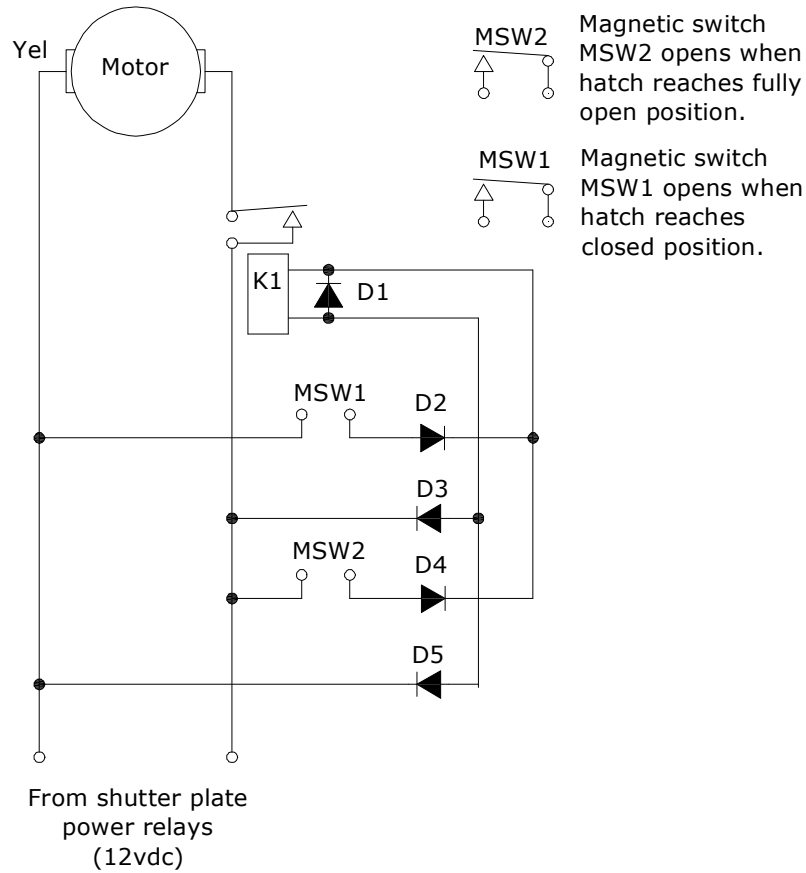 Yel
Motor
MSW2
Magnetic switch
MSW2 opens when
hatch reaches fully
open position.
MSW1
Magnetic switch
MSW1 opens when
hatch reaches
closed position.
K1
D1
MSW1
D2
D3
MSW2
D4
D5
From shutter plate
power relays
(12vdc)